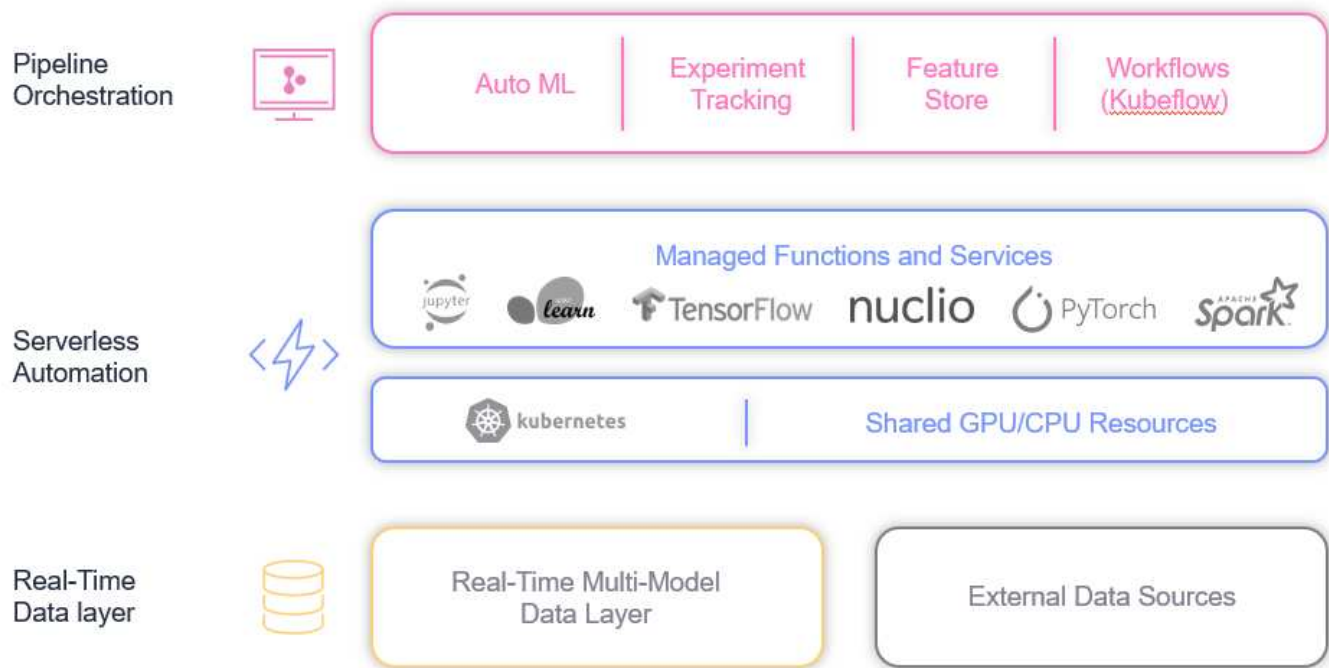 Pipeline
Orchestration
Auto ML
Experiment
Tracking
Feature
Store
Workflows
(Kubeflow)
Serverless
Automation
Managed Functions and Services
jupyter
learn
TensorFlow
nuclio
PyTorch
APACHE
Spark
kubernetes
Shared GPU/CPU Resources
Real-Time
Data layer
Real-Time Multi-Model
Data Layer
External Data Sources